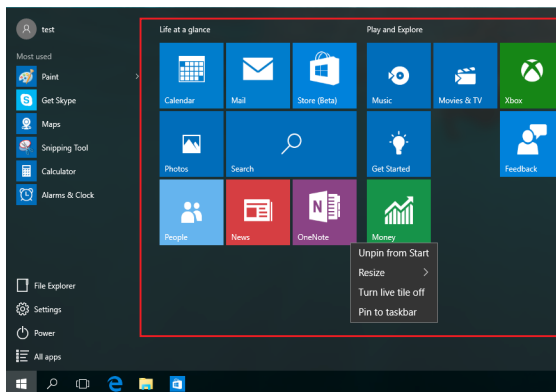 test
Most used
Paint
Get Skype
Maps
Snipping Tool
Calculator
Alarms & Clock
File Explorer
Settings
Power
All apps
Life at a glance
Calendar
Mail
Store (Beta)
Photos
Search
People
News
OneNote
Play and Explore
Music
Movies & TV
Xbox
Get Started
Feedback
Money
Unpin from Start
Resize
Turn live tile off
Pin to taskbar